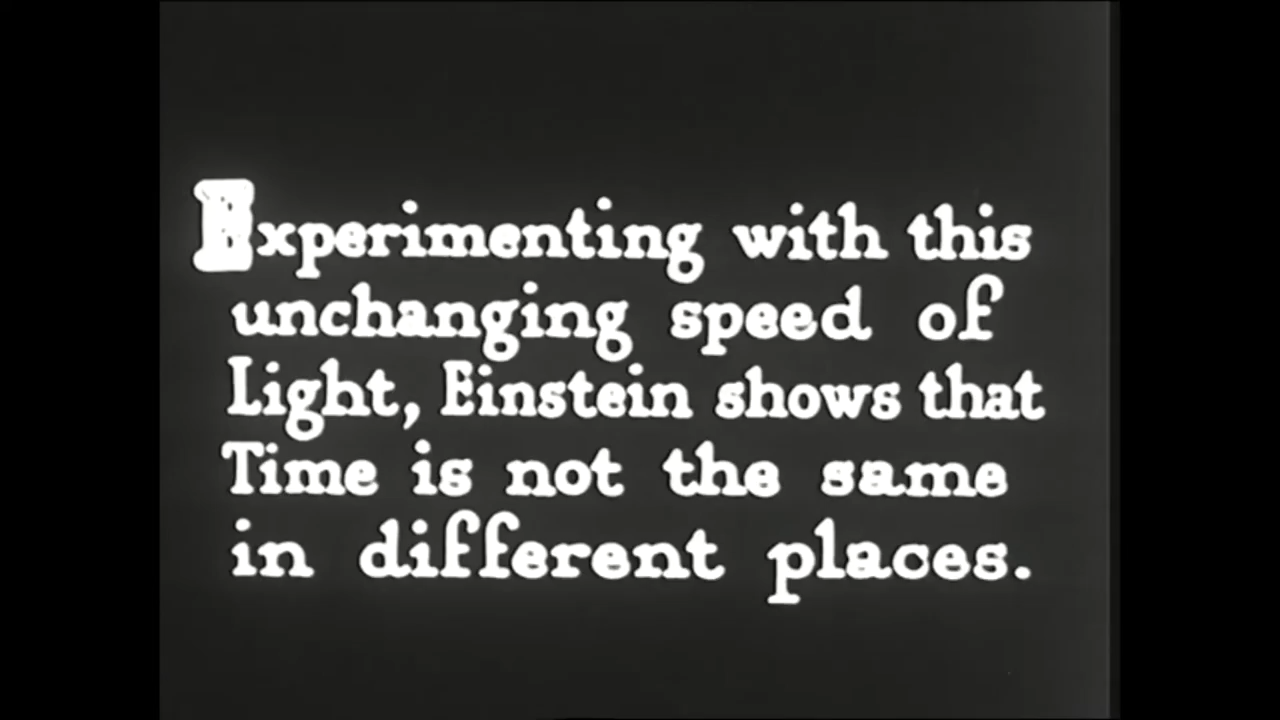 Experimenting with this
unchanging speed of
Light, Einstein shows that
Time is not the same
in different places.